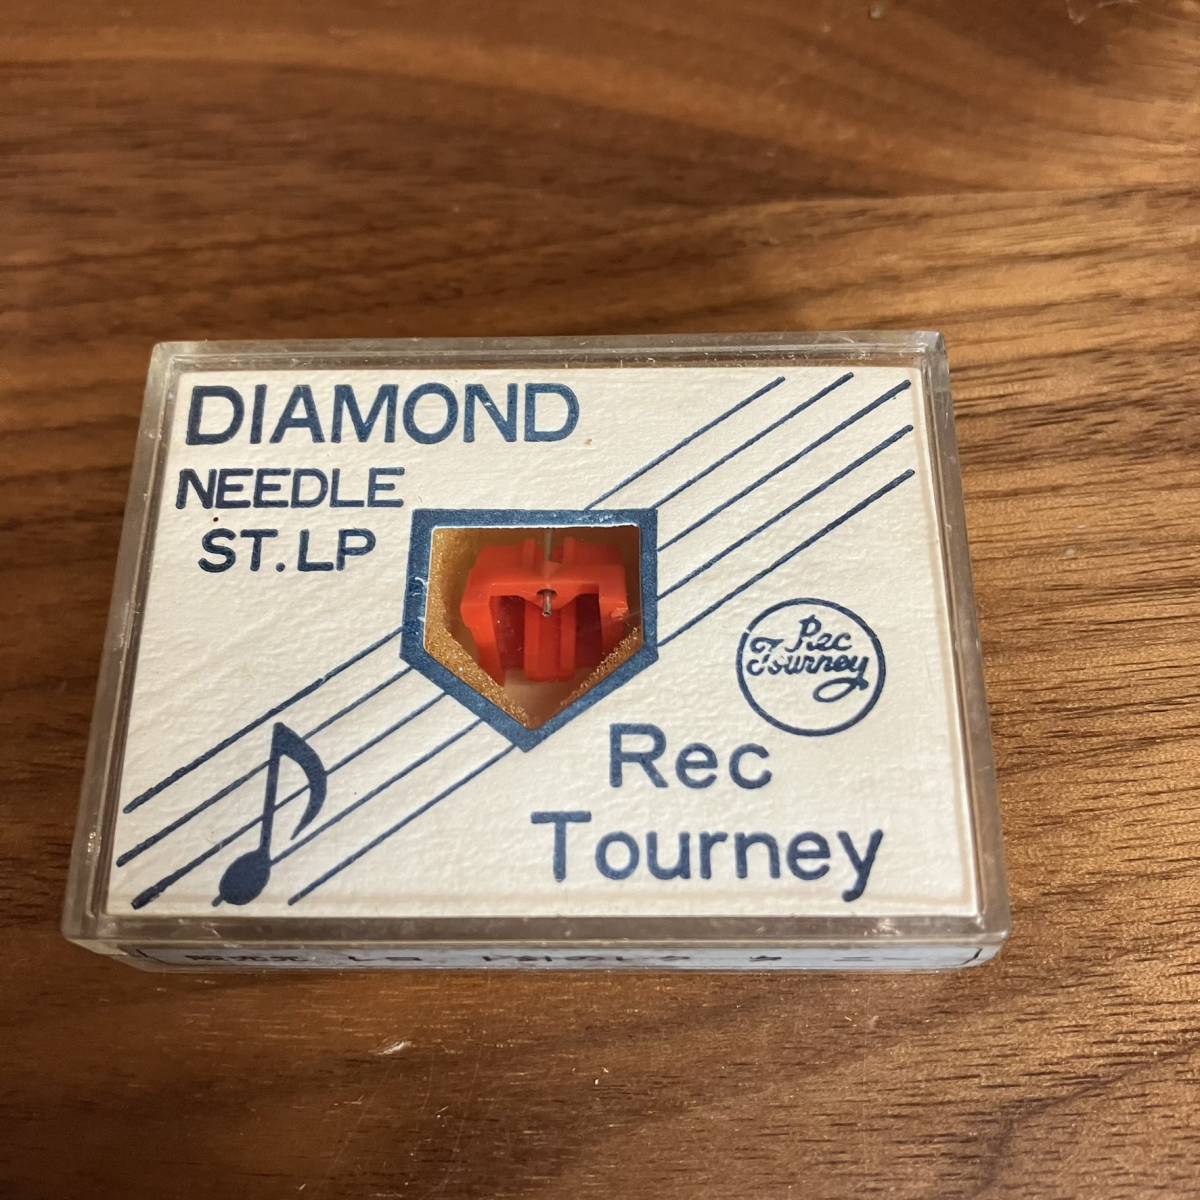 DIAMOND
NEEDLE
ST.LP
Rec
Tourney
Rec
Tourney